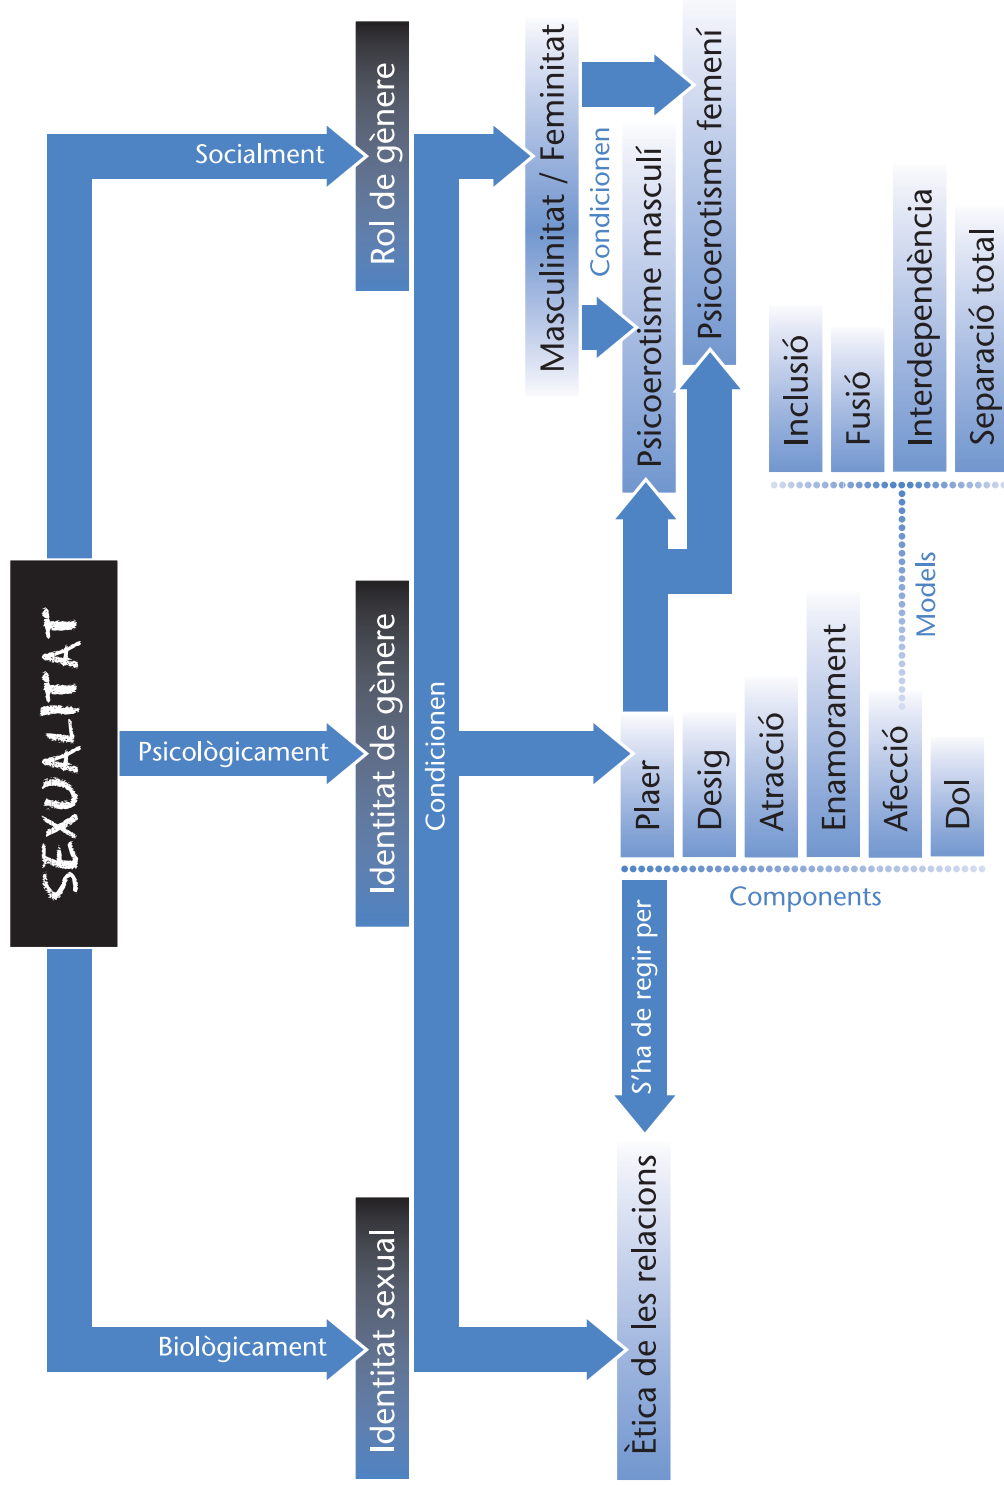 SEXUALITAT
Biològicament
Psicològicament
Socialment
Identitat sexual
Identitat de gènere
Rol de gènere
Condicionen
Masculinitat / Feminitat
Condicionen
Ètica de les relacions
S'ha de regir per
Plaer
Desig
Atracció
Enamorament
Afecció
Dol
Components
Psicoerotisme masculí
Psicoerotisme femení
Models
Inclusió
Fusió
Interdependència
Separació total